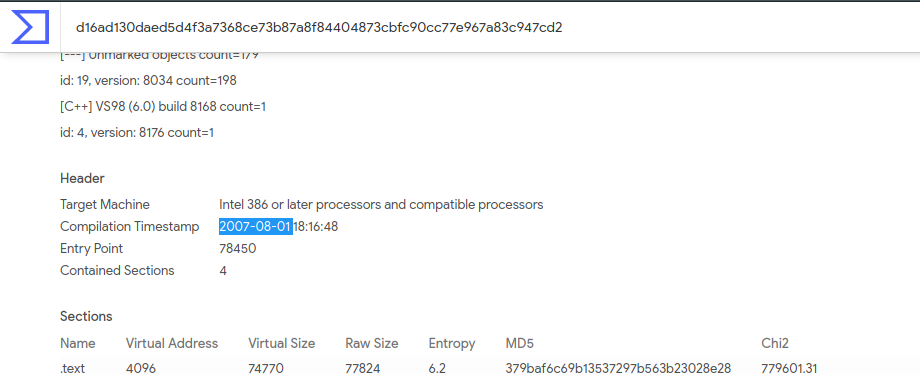 d16ad130daed5d4f3a7368ce73b87a8f84404873cbfc90cc77e967a83c947cd2
[---] Unmarked objects count=179
id: 19, version: 8034 count=198
[C++] VS98 (6.0) build 8168 count=1
id: 4, version: 8176 count=1
Header
Target Machine Intel 386 or later processors and compatible processors
Compilation Timestamp 2007-08-01 18:16:48
Entry Point 78450
Contained Sections 4
Sections
Name Virtual Address Virtual Size Raw Size Entropy MD5 Chi2
.text 4096 74770 77824 6.2 379baf6c69b13537297b563b23028e28 779601.31